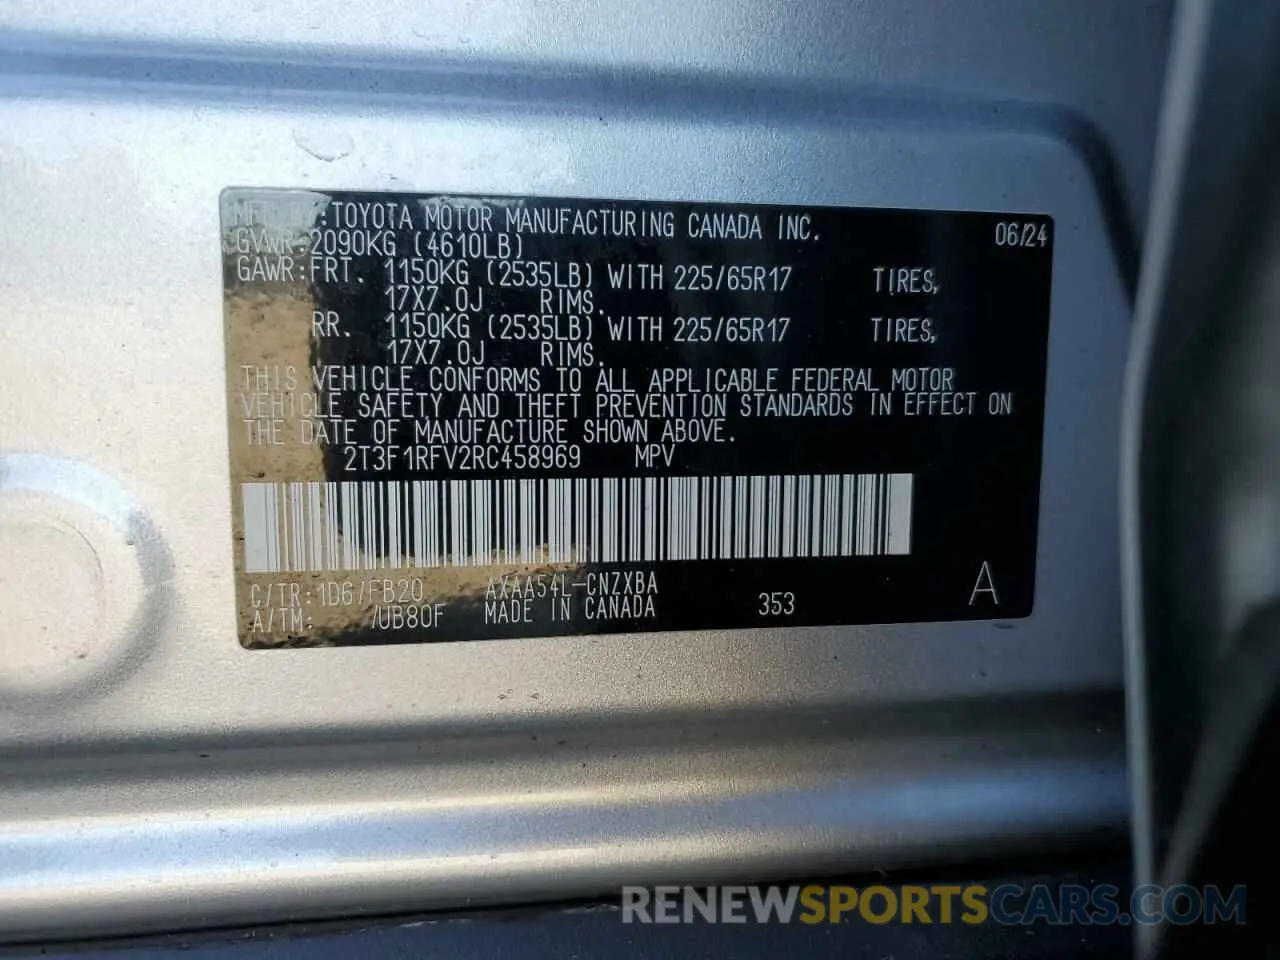 MFD BY:TOYOTA MOTOR MANUFACTURING CANADA INC. 06/24
GVWR:2090KG (4610LB)
GAWR:FRT. 1150KG (2535LB) WITH 225/65R17 TIRES,
17X7.0J RIMS.
RR. 1150KG (2535LB) WITH 225/65R17 TIRES,
17X7.0J RIMS.
THIS VEHICLE CONFORMS TO ALL APPLICABLE FEDERAL MOTOR
VEHICLE SAFETY AND THEFT PREVENTION STANDARDS IN EFFECT ON
THE DATE OF MANUFACTURE SHOWN ABOVE.
2T3F1RFV2RC458969 MPV
C/TR:1D6/FB20 AXAA54L-CNZXBA
A/TM: /UB80F MADE IN CANADA 353 A
RENEWSPORTSCARS.COM